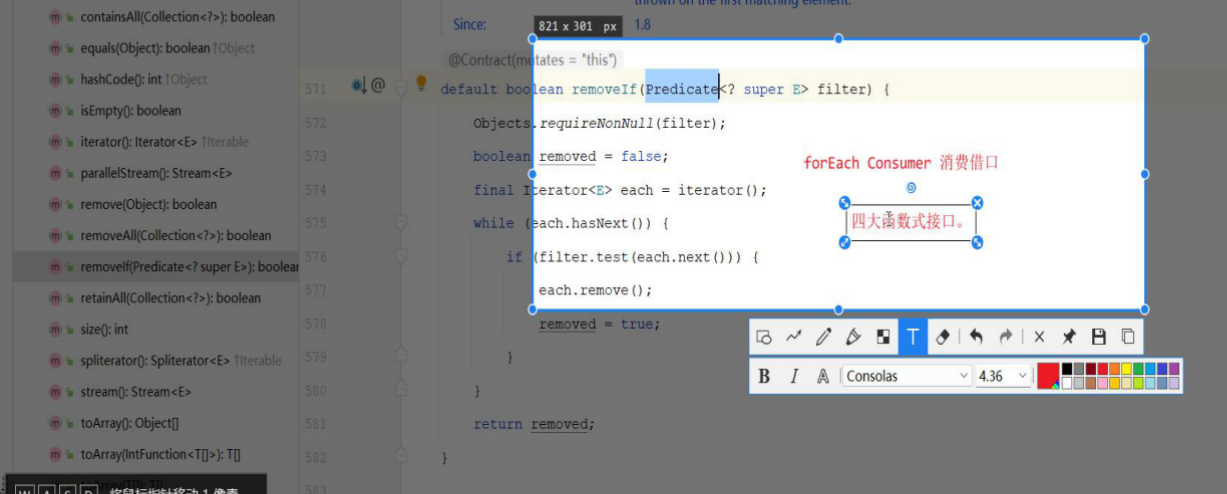 containsAll(Collection<?>): boolean
equals(Object): boolean ↑Object
hashCode(): int ↑Object
isEmpty(): boolean
iterator(): Iterator<E> ↑Iterable
parallelStream(): Stream<E>
remove(Object): boolean
removeAll(Collection<?>): boolean
removeIf(Predicate<? super E>): boolean
retainAll(Collection<?>): boolean
size(): int
spliterator(): Spliterator<E> ↑Iterable
stream(): Stream<E>
toArray(): Object[]
toArray(IntFunction<T[]>): T[]
thrown on the first matching element.
Since: 1.8
821 x 301 px
@Contract(mutates = "this")
571 default boolean removeIf(Predicate<? super E> filter) {
572 Objects.requireNonNull(filter);
573 boolean removed = false;
574 final Iterator<E> each = iterator();
575 while (each.hasNext()) {
576 if (filter.test(each.next())) {
577 each.remove();
578 removed = true;
579 }
580 }
581 return removed;
582 }
583
forEach Consumer 消费借口
四大函数式接口。
B I A Consolas 4.36
W A S D 将鼠标指针移动 1 像素